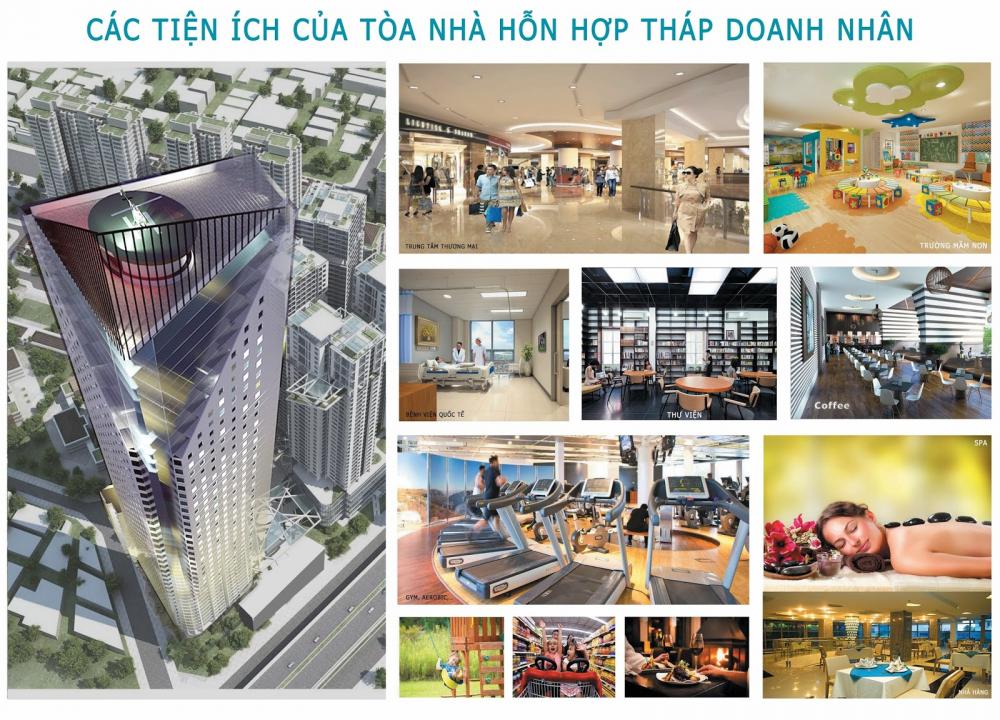 CÁC TIỆN ÍCH CỦA TÒA NHÀ HỖN HỢP THÁP DOANH NHÂN
TRUNG TÂM THƯƠNG MẠI
TRƯỜNG MẦM NON
BỆNH VIỆN QUỐC TẾ
THƯ VIỆN
Coffee
GYM, AEROBIC
SPA
NHÀ HÀNG